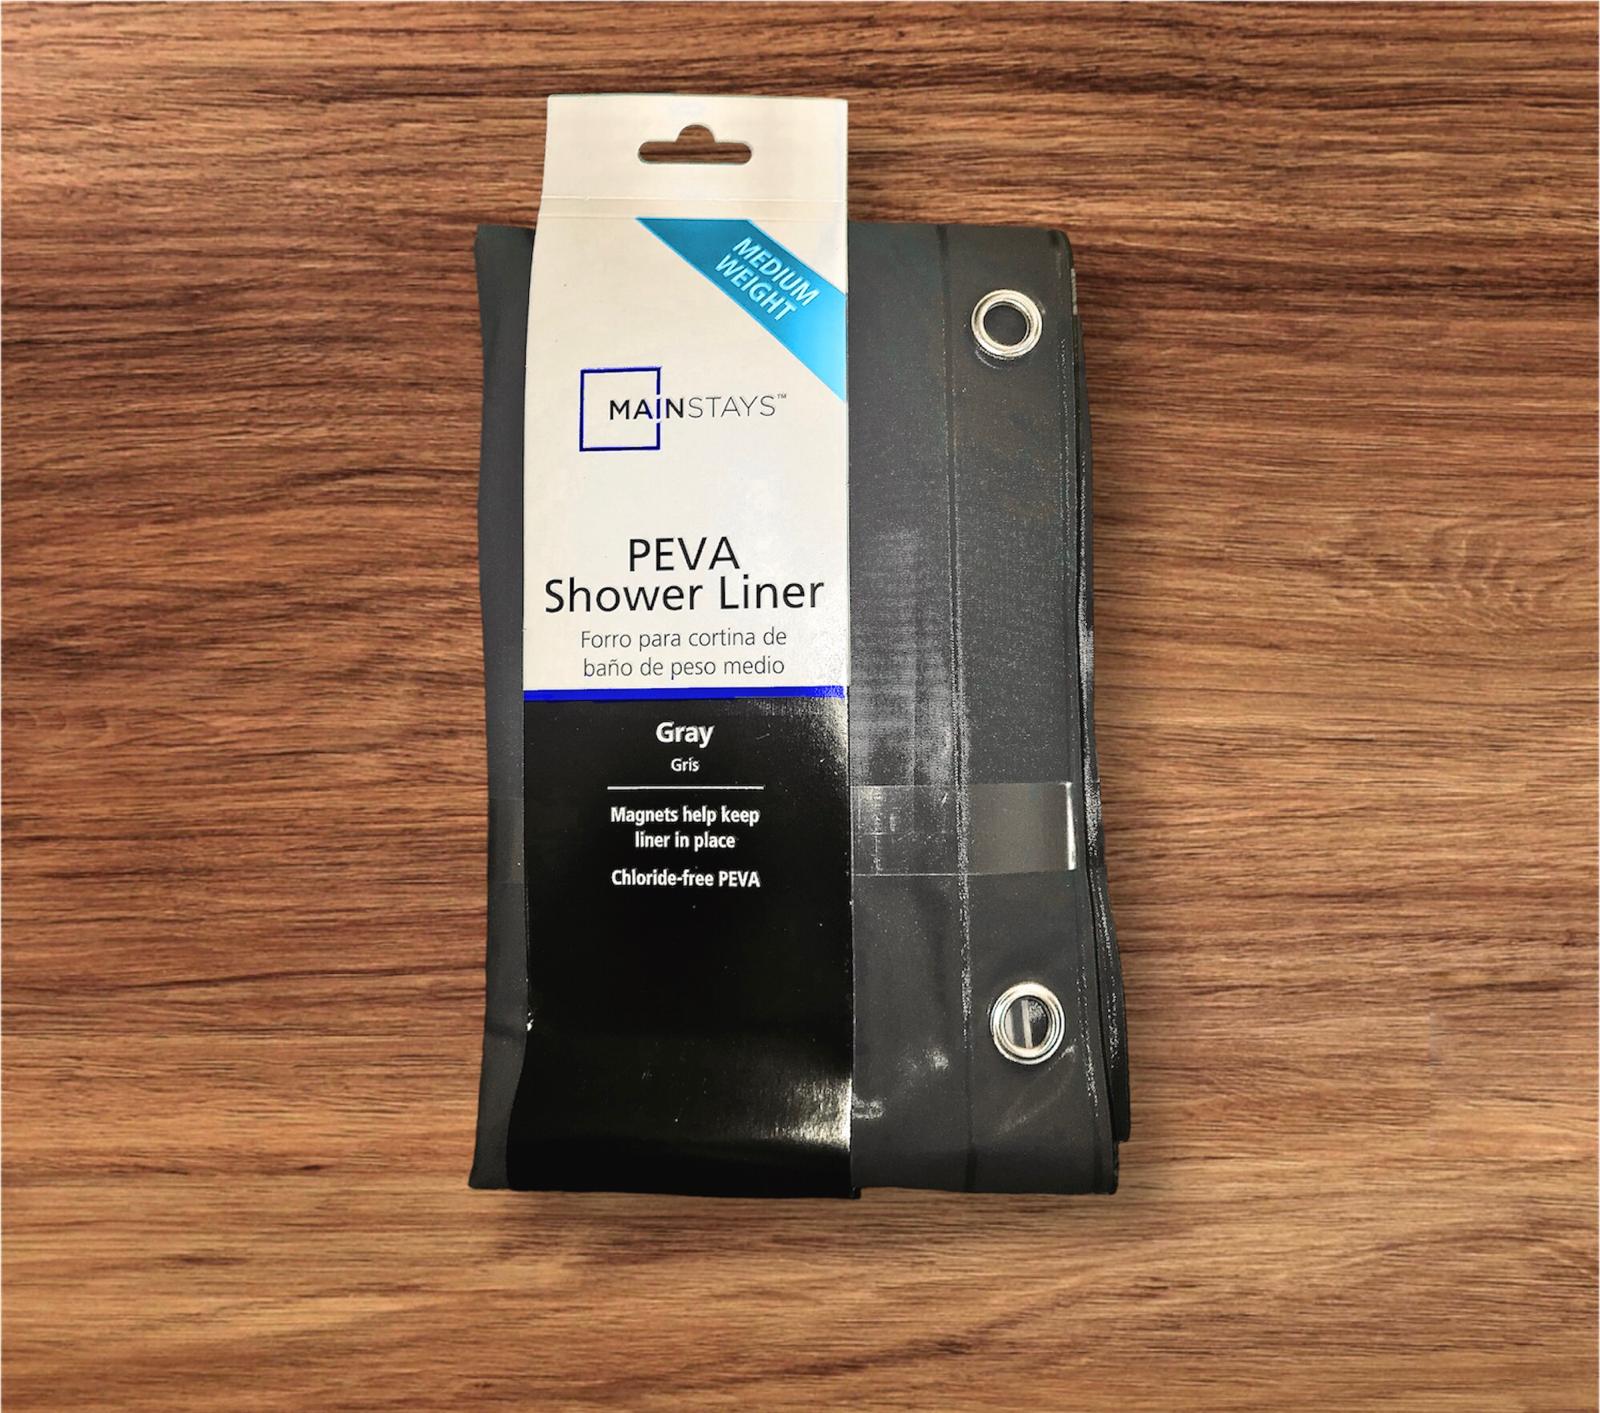 MEDIUM
WEIGHT
MAINSTAYS™
PEVA
Shower Liner
Forro para cortina de
baño de peso medio
Gray
Gris
Magnets help keep
liner in place
Chloride-free PEVA